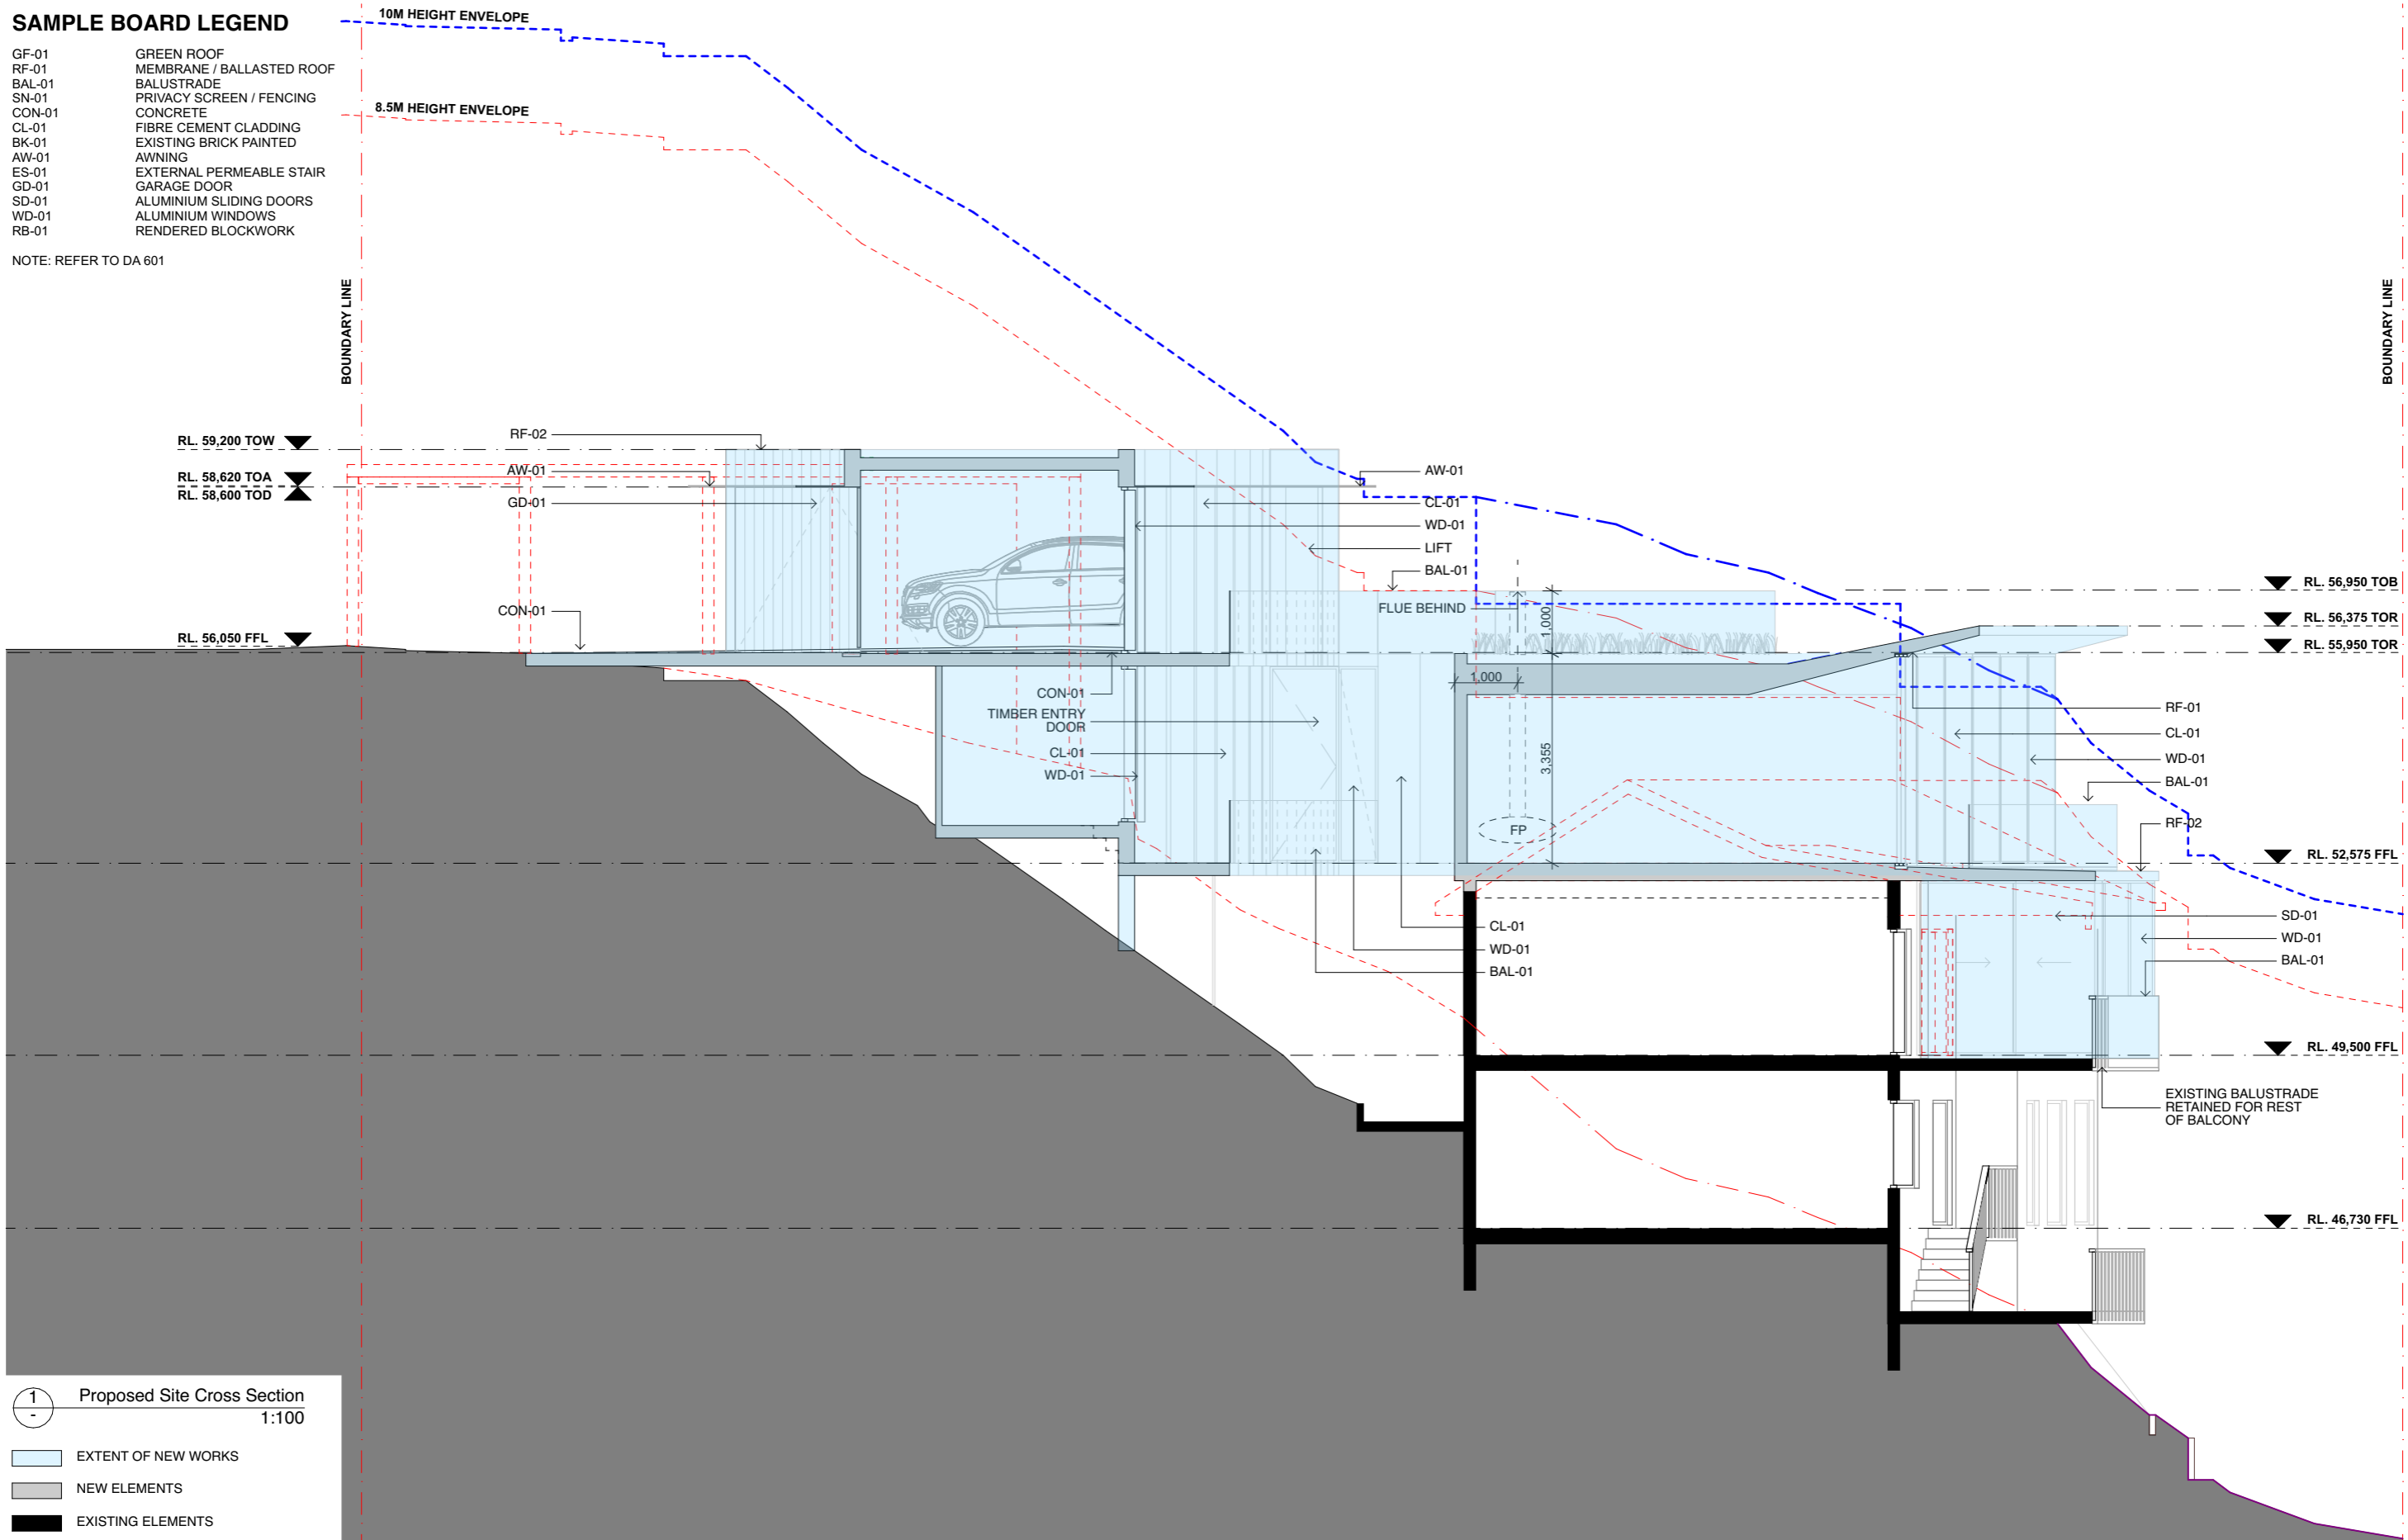 SAMPLE BOARD LEGEND
GF-01 GREEN ROOF
RF-01 MEMBRANE / BALLASTED ROOF
BAL-01 BALUSTRADE
SN-01 PRIVACY SCREEN / FENCING
CON-01 CONCRETE
CL-01 FIBRE CEMENT CLADDING
BK-01 EXISTING BRICK PAINTED
AW-01 AWNING
ES-01 EXTERNAL PERMEABLE STAIR
GD-01 GARAGE DOOR
SD-01 ALUMINIUM SLIDING DOORS
WD-01 ALUMINIUM WINDOWS
RB-01 RENDERED BLOCKWORK
NOTE: REFER TO DA 601
10M HEIGHT ENVELOPE
8.5M HEIGHT ENVELOPE
BOUNDARY LINE
BOUNDARY LINE
RL. 59,200 TOW
RL. 58,620 TOA
RL. 58,600 TOD
RL. 56,050 FFL
RF-02
AW-01
GD-01
CON-01
AW-01
CL-01
WD-01
LIFT
BAL-01
FLUE BEHIND
1,000
1,000
3,355
FP
CON-01
TIMBER ENTRY
DOOR
CL-01
WD-01
CL-01
WD-01
BAL-01
RL. 56,950 TOB
RL. 56,375 TOR
RL. 55,950 TOR
RF-01
CL-01
WD-01
BAL-01
RF-02
RL. 52,575 FFL
SD-01
WD-01
BAL-01
RL. 49,500 FFL
EXISTING BALUSTRADE
RETAINED FOR REST
OF BALCONY
RL. 46,730 FFL
1
-
Proposed Site Cross Section
1:100
EXTENT OF NEW WORKS
NEW ELEMENTS
EXISTING ELEMENTS